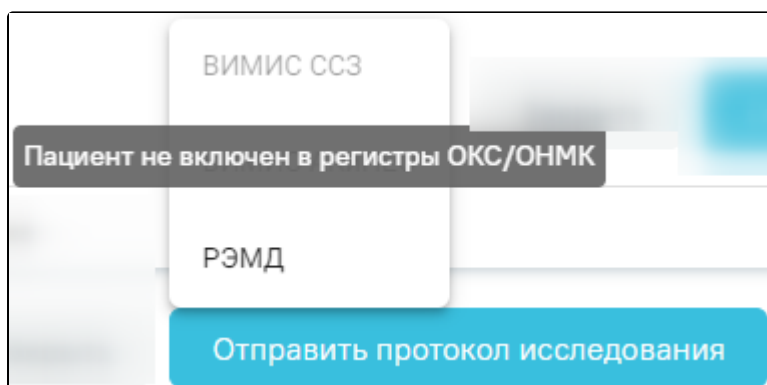 ВИМИС ССЗ
Пациент не включен в регистры ОКС/ОНМК
РЭМД
Отправить протокол исследования